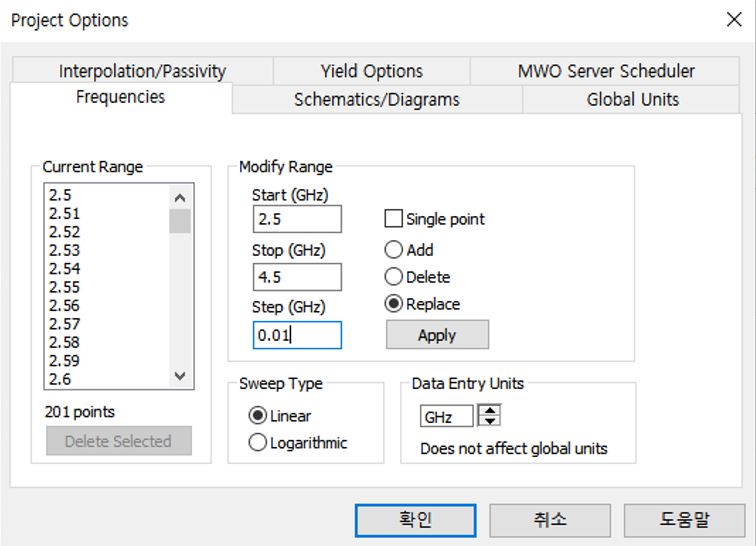 Project Options
Interpolation/Passivity
Yield Options
MWO Server Scheduler
Frequencies
Schematics/Diagrams
Global Units
Current Range
2.5
2.51
2.52
2.53
2.54
2.55
2.56
2.57
2.58
2.59
2.6
201 points
Delete Selected
Modify Range
Start (GHz)
2.5
Stop (GHz)
4.5
Step (GHz)
0.01
Single point
Add
Delete
Replace
Apply
Sweep Type
Linear
Logarithmic
Data Entry Units
GHz
Does not affect global units
확인
취소
도움말